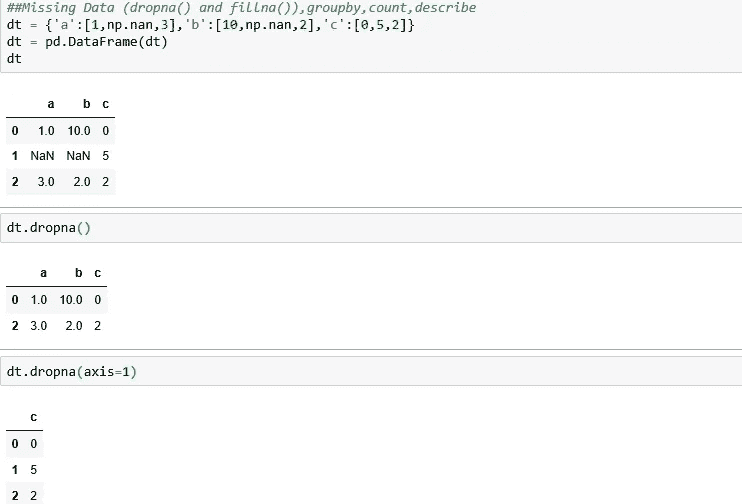 ##Missing Data (dropna() and fillna()),groupby,count,describe
dt = {'a':[1,np.nan,3],'b':[10,np.nan,2],'c':[0,5,2]}
dt = pd.DataFrame(dt)
dt
a b c
0 1.0 10.0 0
1 NaN NaN 5
2 3.0 2.0 2
dt.dropna()
a b c
0 1.0 10.0 0
2 3.0 2.0 2
dt.dropna(axis=1)
c
0 0
1 5
2 2